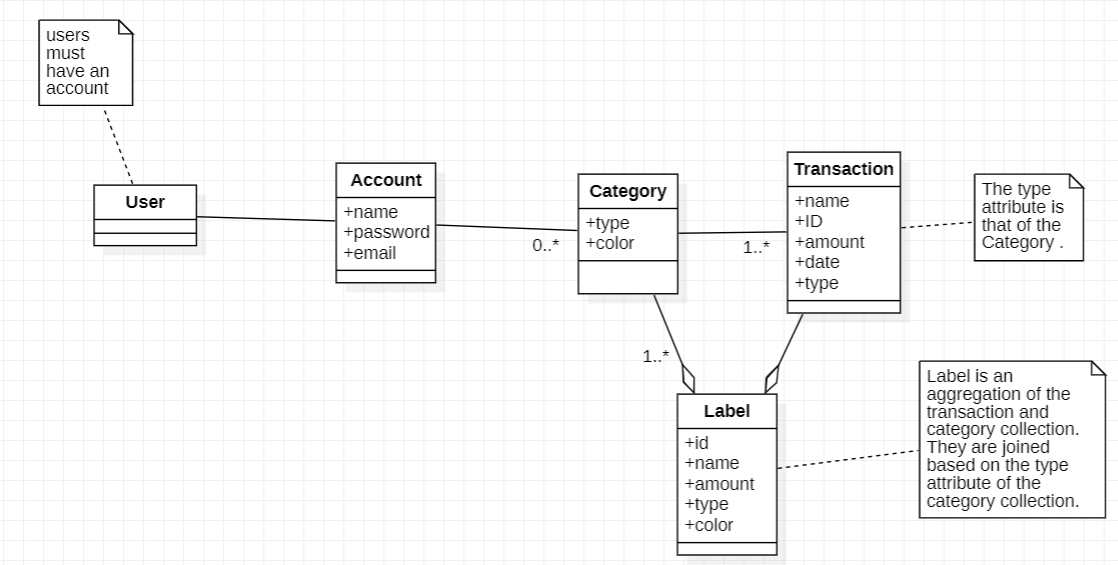 users
must
have an
account
User
Account
+name
+password
+email
Category
+type
+color
0..*
Transaction
+name
+ID
+amount
+date
+type
1..*
The type
attribute is
that of the
Category .
1..*
Label
+id
+name
+amount
+type
+color
Label is an
aggregation of the
transaction and
category collection.
They are joined
based on the type
attribute of the
category collection.